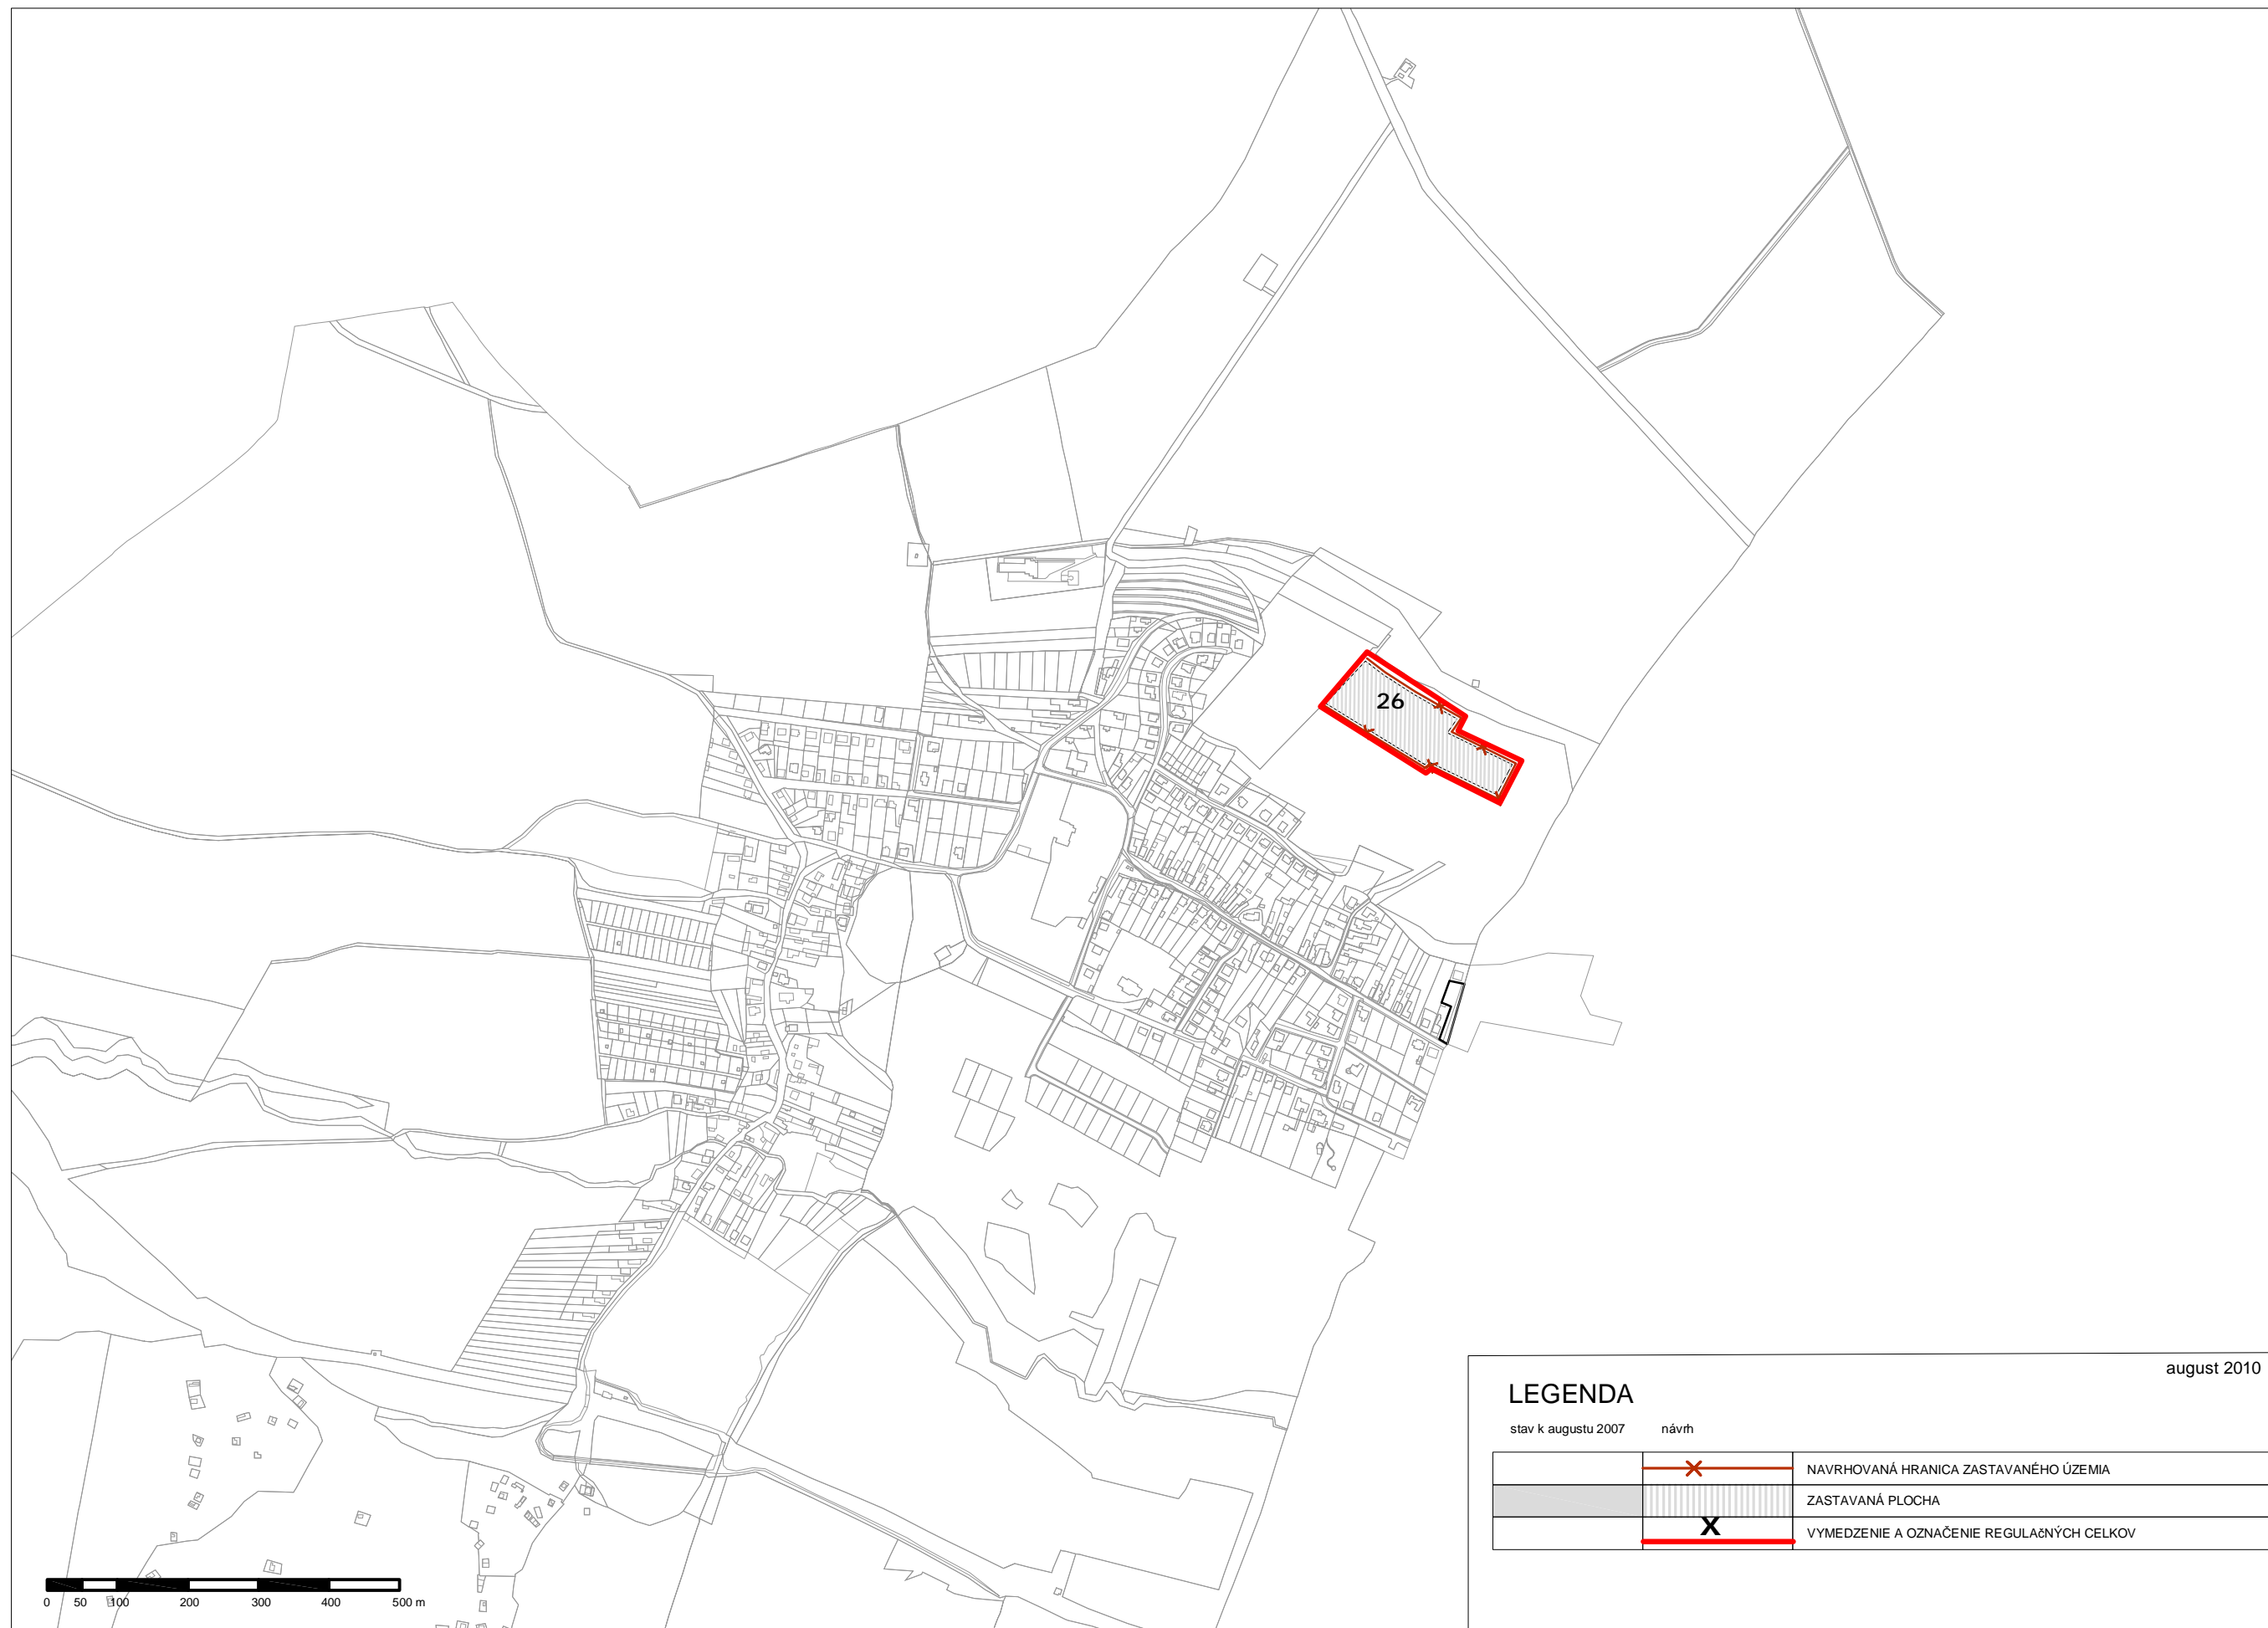 26
august 2010
LEGENDA
stav k augustu 2007 návrh
NAVRHOVANÁ HRANICA ZASTAVANÉHO ÚZEMIA
ZASTAVANÁ PLOCHA
X VYMEDZENIE A OZNAČENIE REGULAčNÝCH CELKOV
0 50 100 200 300 400 500 m